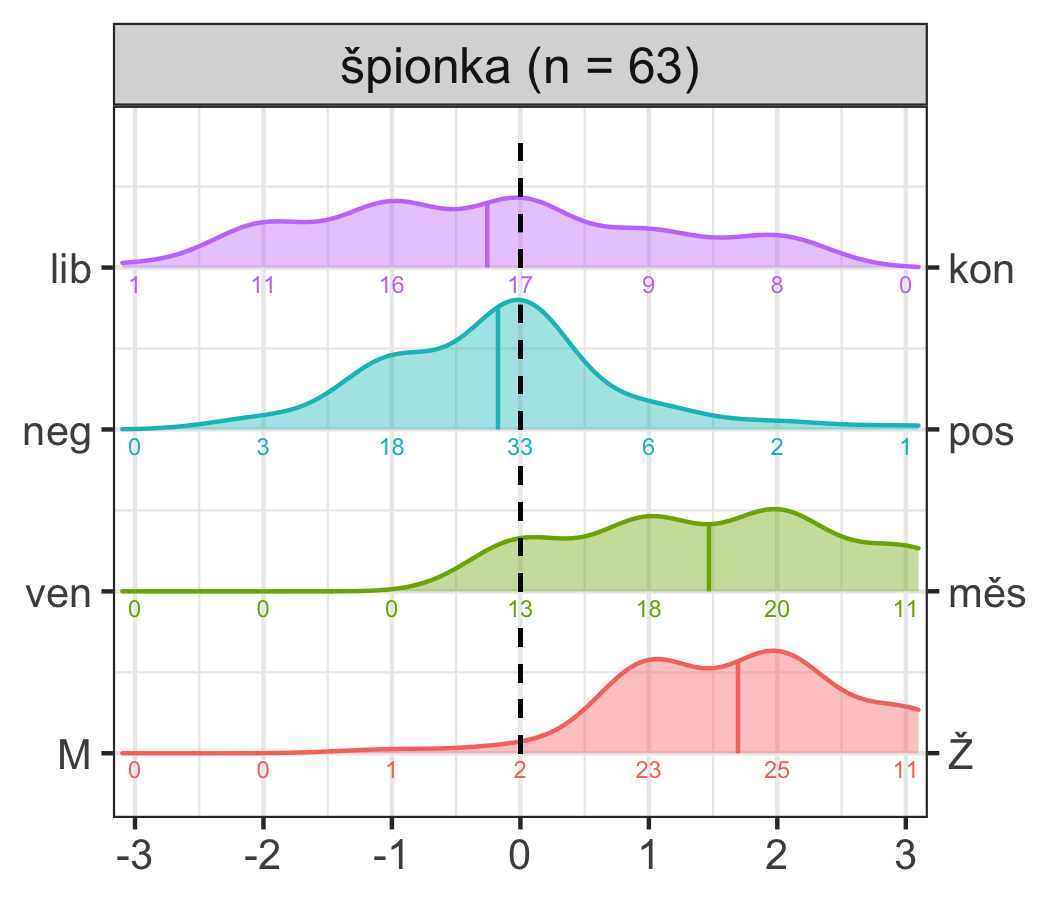 špionka (n = 63)
lib kon
1 11 16 17 9 8 0
neg pos
0 3 18 33 6 2 1
ven měs
0 0 0 13 18 20 11
M Ž
0 0 1 2 23 25 11
-3 -2 -1 0 1 2 3